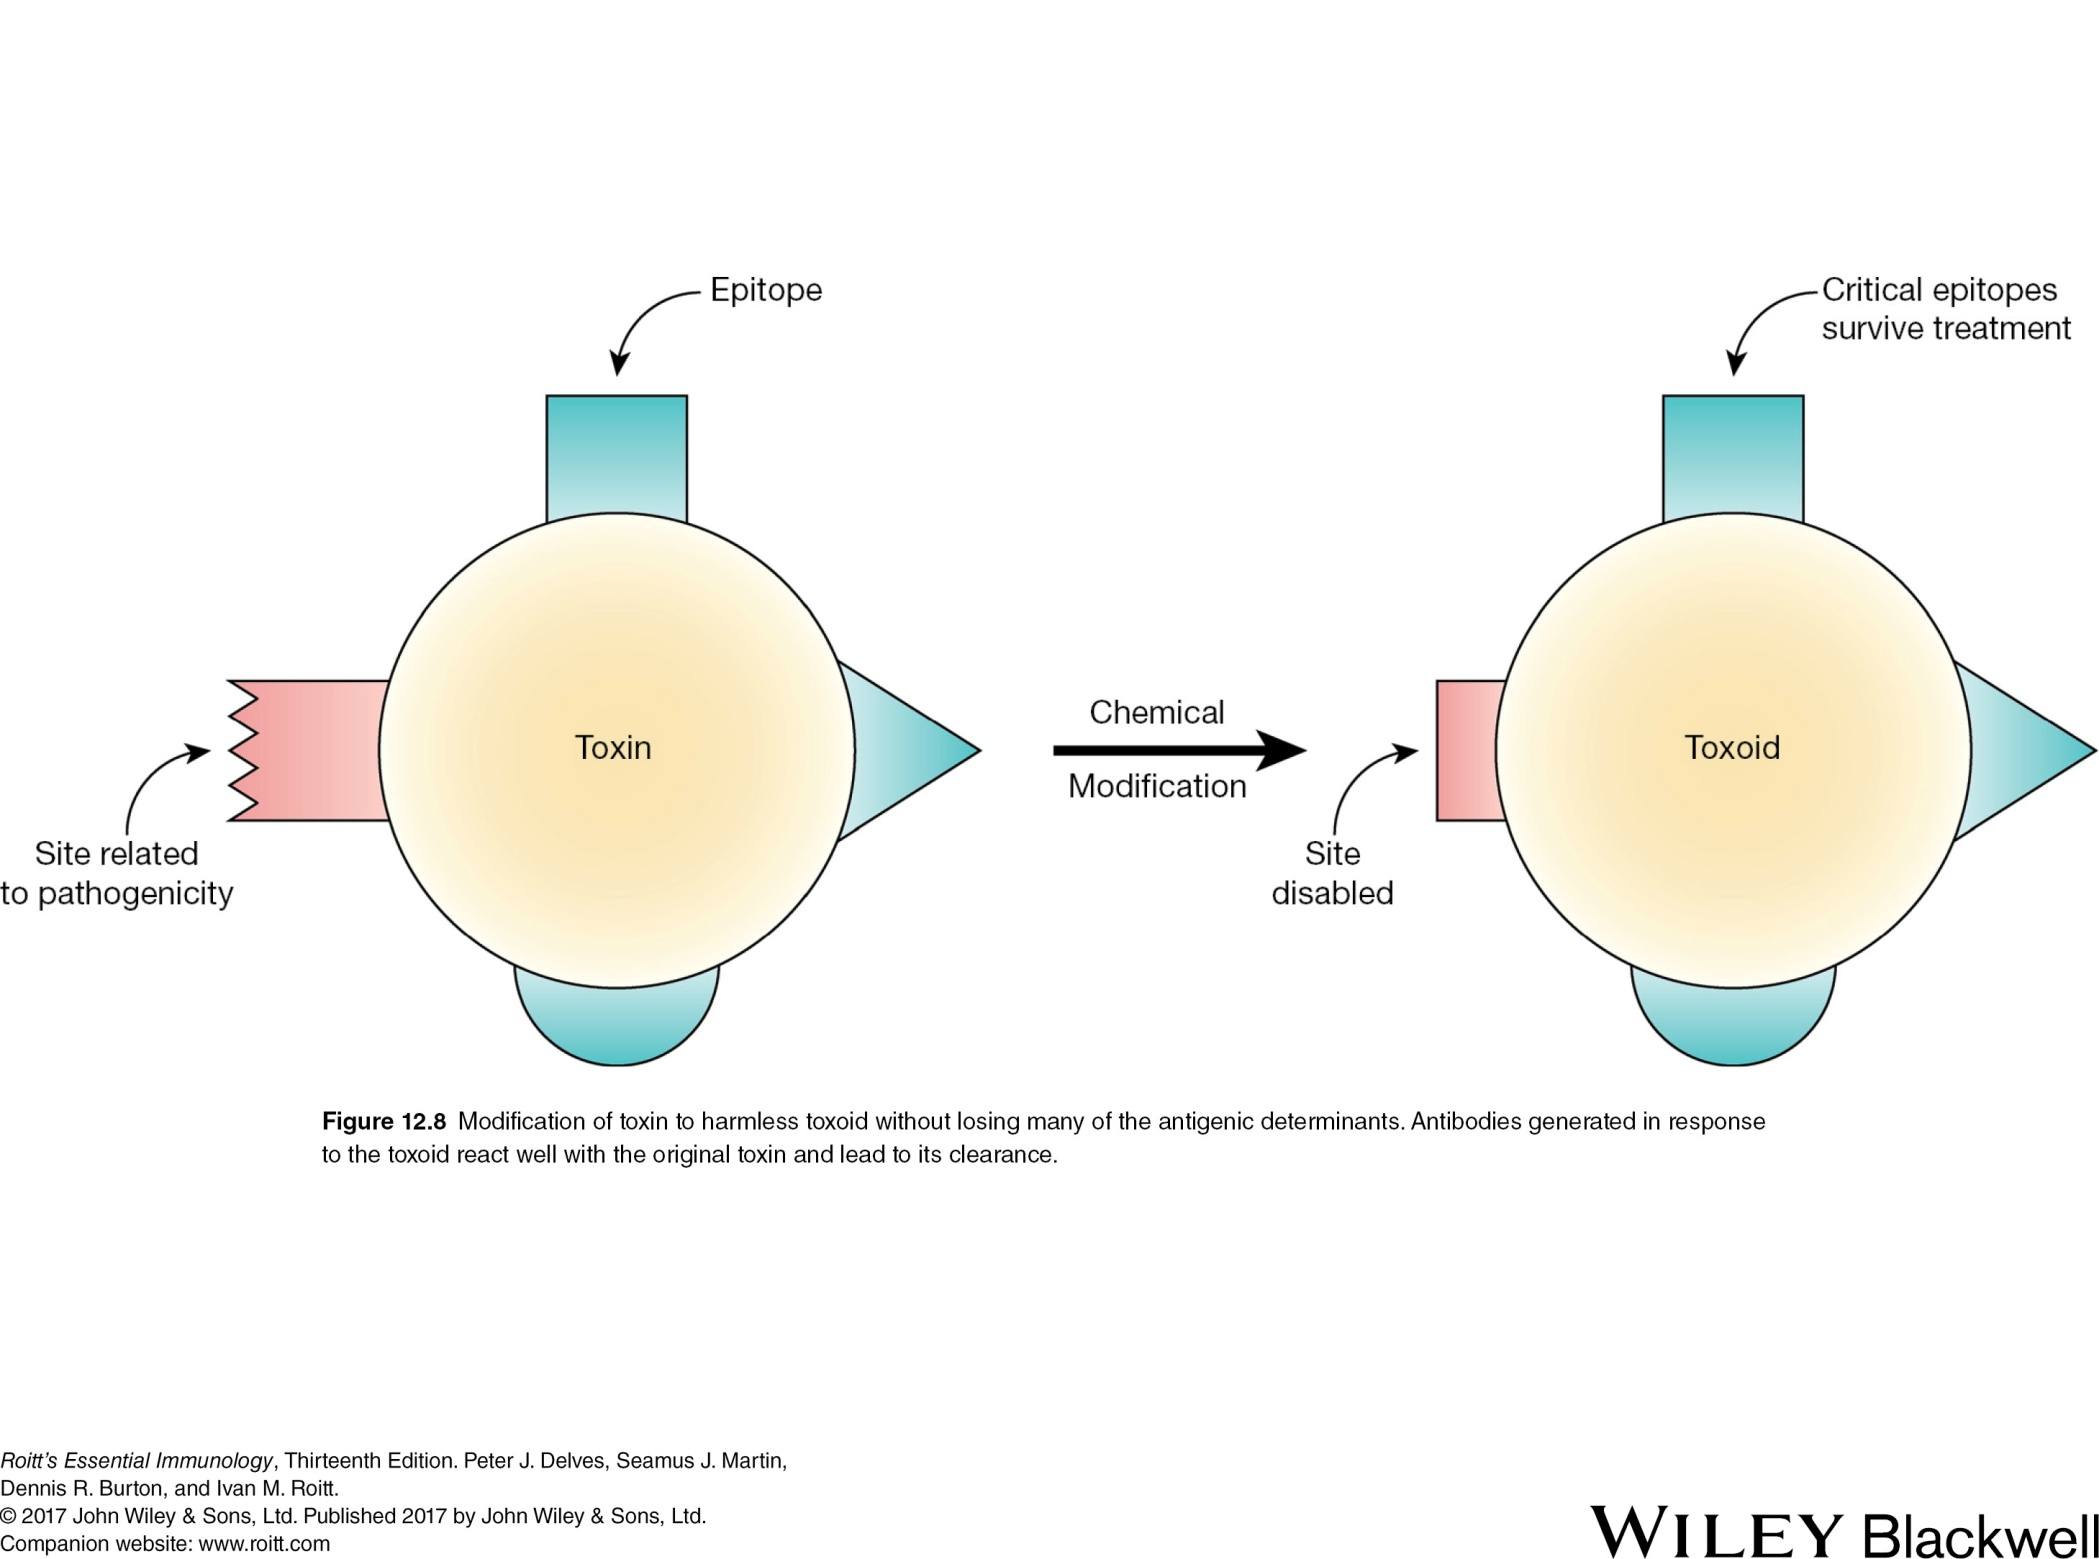 Epitope
Critical epitopes
survive treatment
Toxin
Chemical
Modification
Toxoid
Site related
to pathogenicity
Site
disabled
Figure 12.8 Modification of toxin to harmless toxoid without losing many of the antigenic determinants. Antibodies generated in response
to the toxoid react well with the original toxin and lead to its clearance.
Roitt's Essential Immunology, Thirteenth Edition. Peter J. Delves, Seamus J. Martin,
Dennis R. Burton, and Ivan M. Roitt.
© 2017 John Wiley & Sons, Ltd. Published 2017 by John Wiley & Sons, Ltd.
Companion website: www.roitt.com
WILEY Blackwell